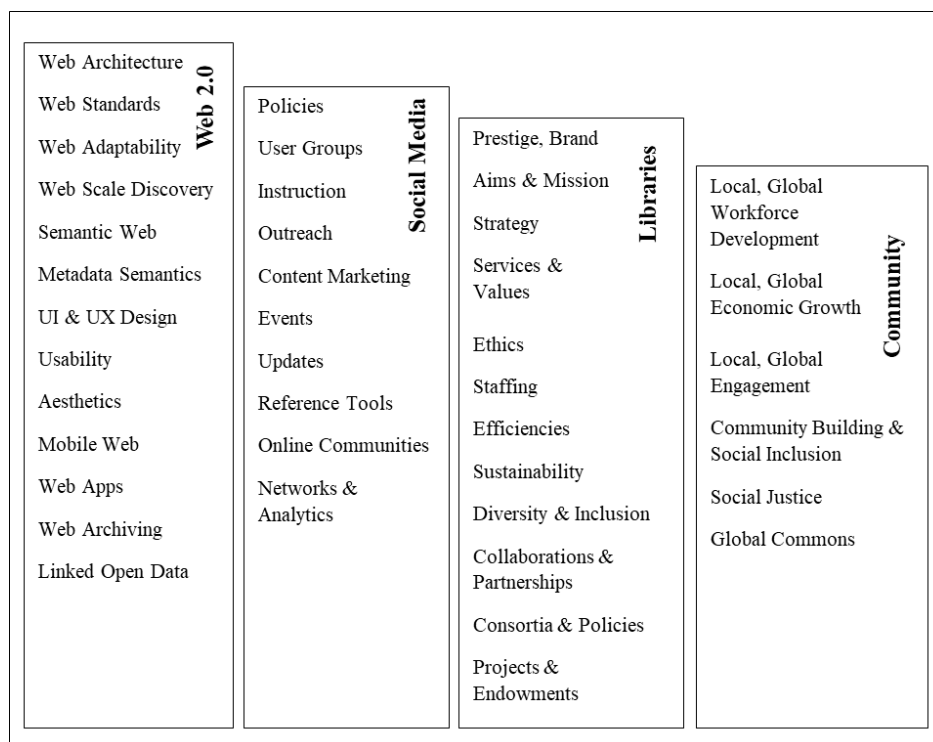 Web 2.0
Web Architecture
Web Standards
Web Adaptability
Web Scale Discovery
Semantic Web
Metadata Semantics
UI & UX Design
Usability
Aesthetics
Mobile Web
Web Apps
Web Archiving
Linked Open Data
Social Media
Policies
User Groups
Instruction
Outreach
Content Marketing
Events
Updates
Reference Tools
Online Communities
Networks &
Analytics
Libraries
Prestige, Brand
Aims & Mission
Strategy
Services &
Values
Ethics
Staffing
Efficiencies
Sustainability
Diversity & Inclusion
Collaborations &
Partnerships
Consortia & Policies
Projects &
Endowments
Community
Local, Global
Workforce
Development
Local, Global
Economic Growth
Local, Global
Engagement
Community Building &
Social Inclusion
Social Justice
Global Commons